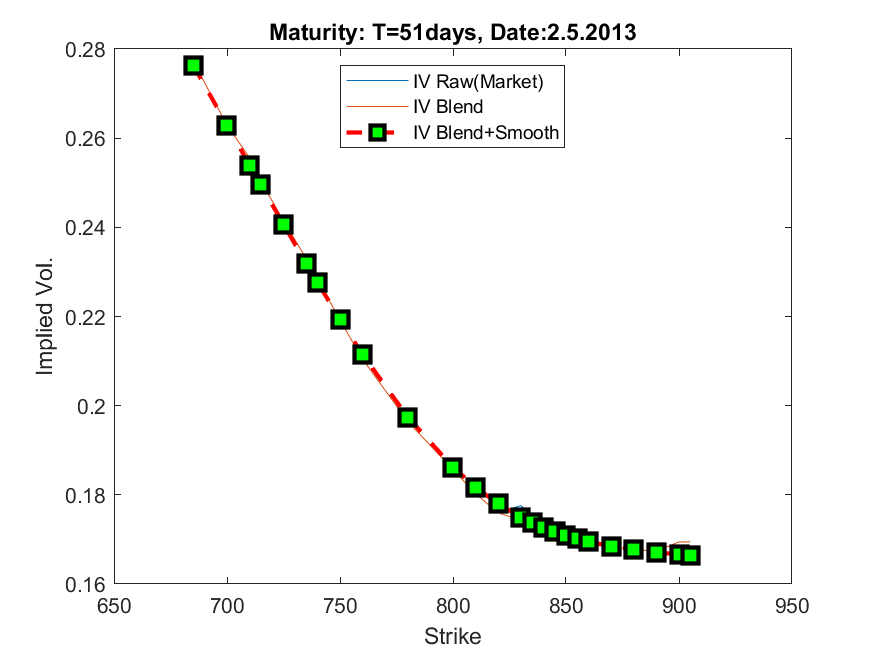 Maturity: T=51days, Date:2.5.2013
0.28
0.26
0.24
0.22
0.2
0.18
0.16
Implied Vol.
IV Raw(Market)
IV Blend
IV Blend+Smooth
650 700 750 800 850 900 950
Strike